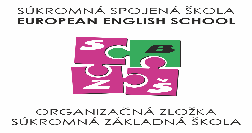 SÚKROMNÁ SPOJENÁ ŠKOLA
EUROPEAN ENGLISH SCHOOL
S B
Z Š
ORGANIZAČNÁ ZLOŽKA
SÚKROMNÁ ZÁKLADNÁ ŠKOLA